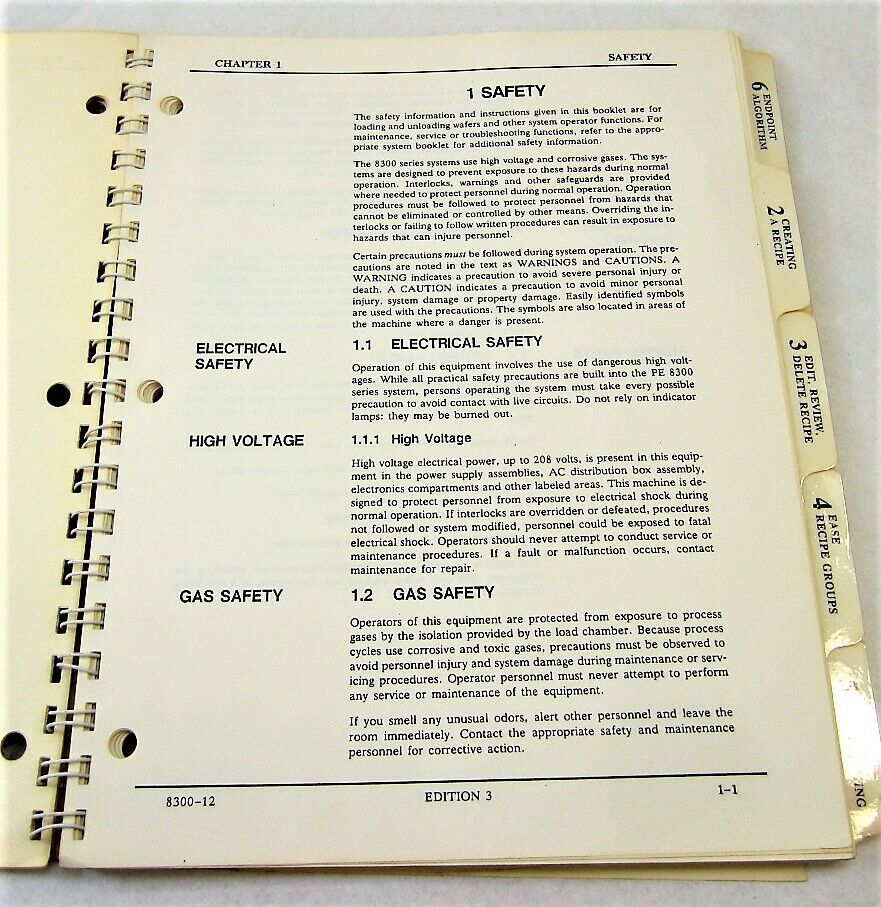 CHAPTER 1
SAFETY
1 SAFETY
The safety information and instructions given in this booklet are for
loading and unloading wafers and other system operator functions. For
maintenance, service or troubleshooting functions, refer to the appro-
priate system booklet for additional safety information.
The 8300 series systems use high voltage and corrosive gases. The sys-
tems are designed to prevent exposure to these hazards during normal
operation. Interlocks, warnings and other safeguards are provided
where needed to protect personnel during normal operation. Operation
procedures must be followed to protect personnel from hazards that
cannot be eliminated or controlled by other means. Overriding the in-
terlocks or failing to follow written procedures can result in exposure to
hazards that can injure personnel.
Certain precautions must be followed during system operation. The pre-
cautions are noted in the text as WARNINGS and CAUTIONS. A
WARNING indicates a precaution to avoid severe personal injury or
death. A CAUTION indicates a precaution to avoid minor personal
injury, system damage or property damage. Easily identified symbols
are used with the precautions. The symbols are also located in areas of
the machine where a danger is present.
ELECTRICAL
SAFETY
1.1 ELECTRICAL SAFETY
Operation of this equipment involves the use of dangerous high volt-
ages. While all practical safety precautions are built into the PE 8300
series system, persons operating the system must take every possible
precaution to avoid contact with live circuits. Do not rely on indicator
lamps: they may be burned out.
HIGH VOLTAGE
1.1.1 High Voltage
High voltage electrical power, up to 208 volts, is present in this equip-
ment in the power supply assemblies, AC distribution box assembly,
electronics compartments and other labeled areas. This machine is de-
signed to protect personnel from exposure to electrical shock during
normal operation. If interlocks are overridden or defeated, procedures
not followed or system modified, personnel could be exposed to fatal
electrical shock. Operators should never attempt to conduct service or
maintenance procedures. If a fault or malfunction occurs, contact
maintenance for repair.
GAS SAFETY
1.2 GAS SAFETY
Operators of this equipment are protected from exposure to process
gases by the isolation provided by the load chamber. Because process
cycles use corrosive and toxic gases, precautions must be observed to
avoid personnel injury and system damage during maintenance or serv-
icing procedures. Operator personnel must never attempt to perform
any service or maintenance of the equipment.
If you smell any unusual odors, alert other personnel and leave the
room immediately. Contact the appropriate safety and maintenance
personnel for corrective action.
8300-12
EDITION 3
1-1
6 ENDPOINT
ALGORITHM
2 CREATING
A RECIPE
3 EDIT, REVIEW,
DELETE RECIPE
4 EASE
RECIPE GROUPS